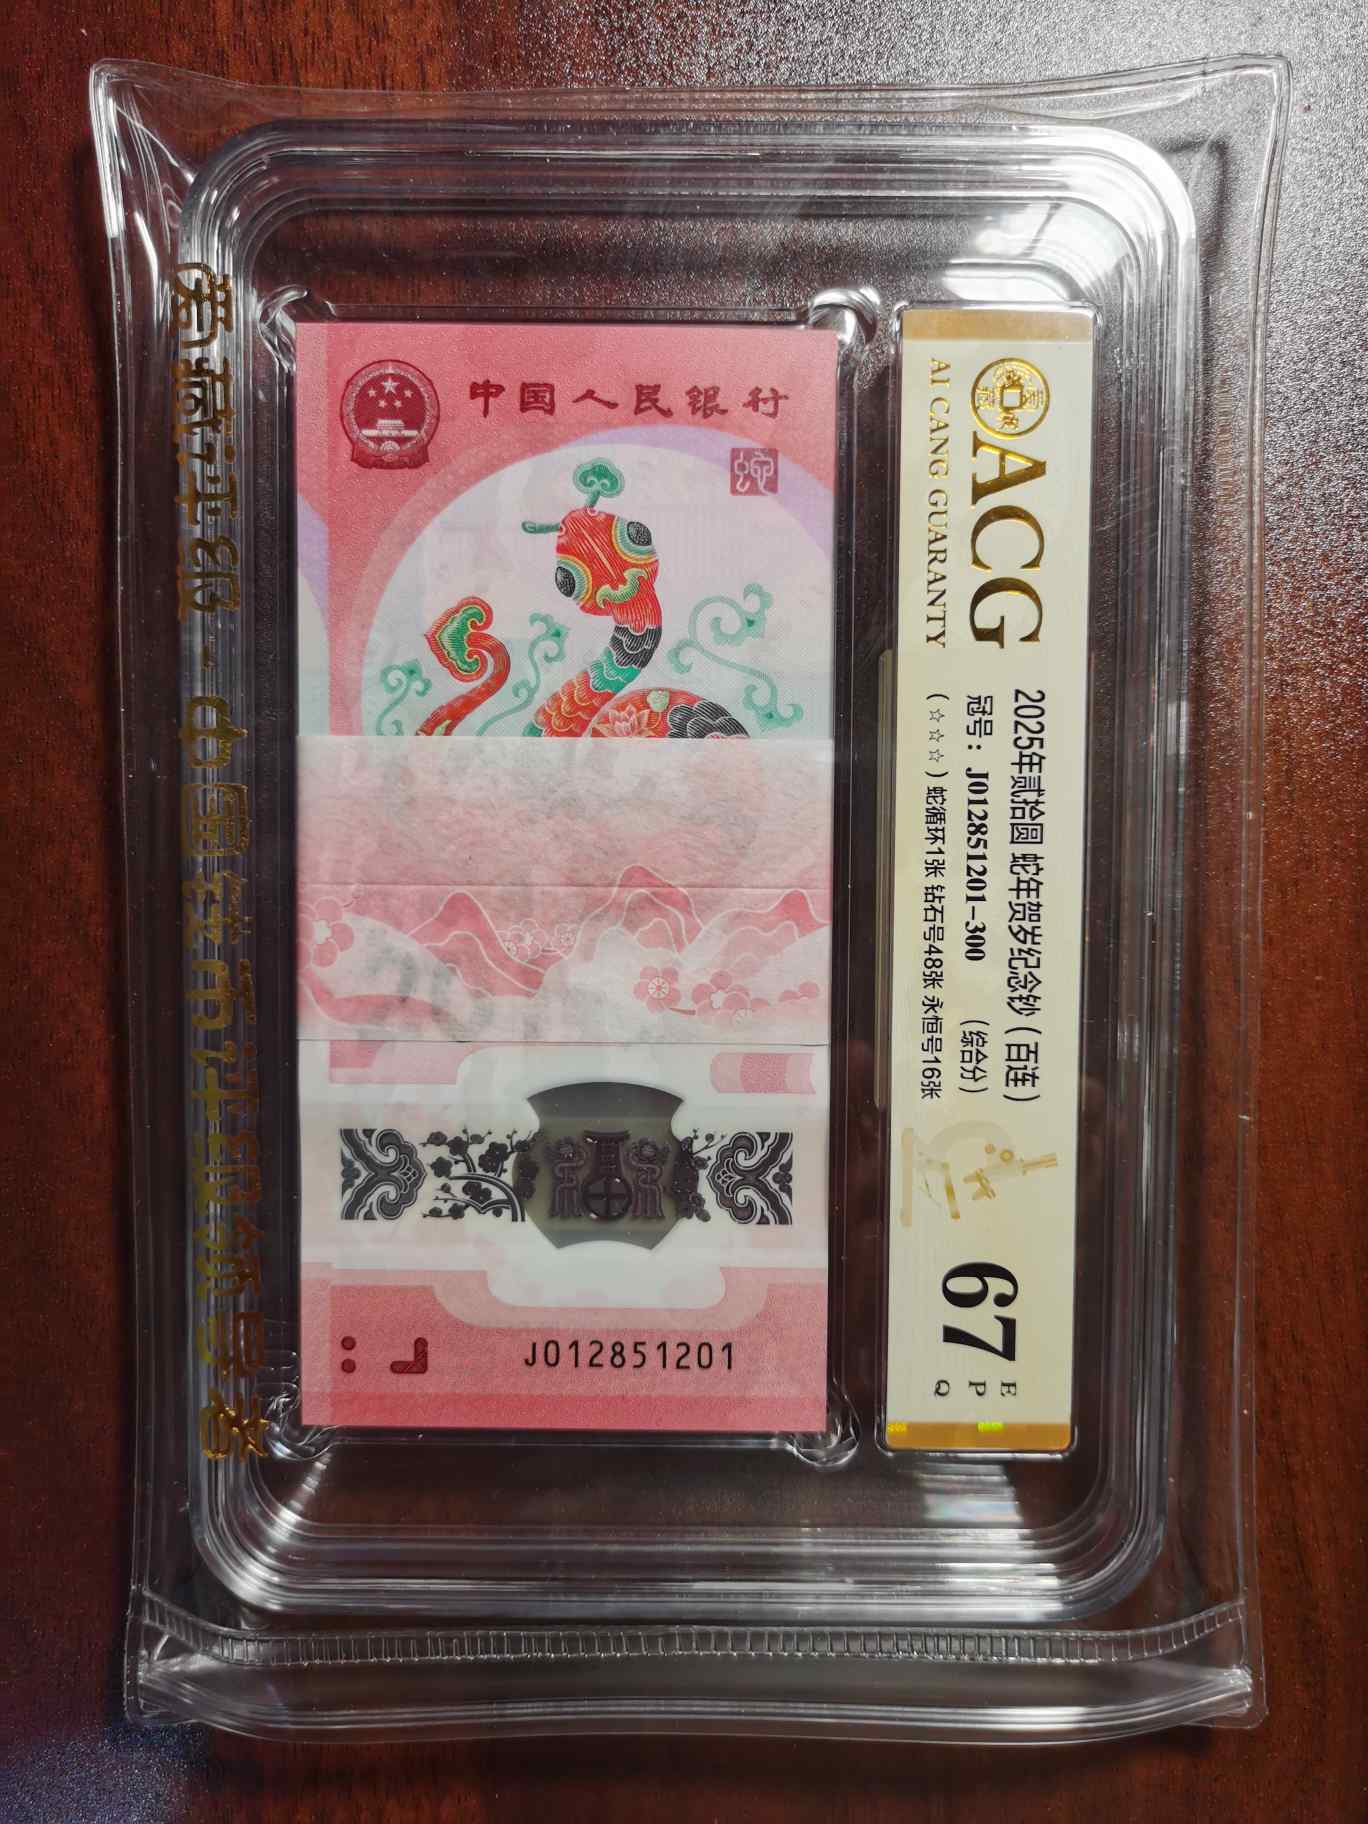 中国人民银行
蛇
J012851201
ACG
AI CANG GUARANTY
2025年贰拾圆 蛇年贺岁纪念钞（百连）
冠号：J012851201-300 （综合分）
（☆☆☆）蛇循环1张 钻石号48张 永恒号16张
67
E
P
Q
爱藏评级-中国钱币评级领导者